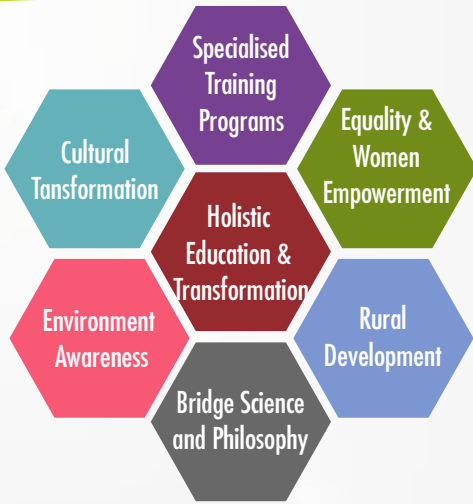 Specialised
Training
Programs
Cultural
Tansformation
Equality &
Women
Empowerment
Holistic
Education &
Transformation
Environment
Awareness
Rural
Development
Bridge Science
and Philosophy